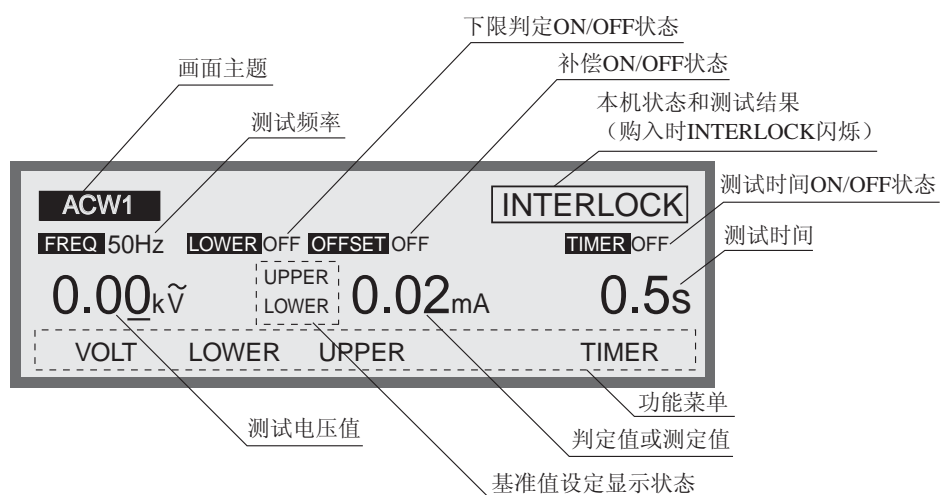 下限判定ON/OFF状态
画面主题
补偿ON/OFF状态
测试频率
本机状态和测试结果
（购入时INTERLOCK闪烁）
测试时间ON/OFF状态
ACW1
INTERLOCK
FREQ 50Hz LOWER OFF OFFSET OFF TIMER OFF
测试时间
0.00kṼ UPPER LOWER 0.02mA 0.5s
VOLT LOWER UPPER TIMER
功能菜单
测试电压值
判定值或测定值
基准值设定显示状态